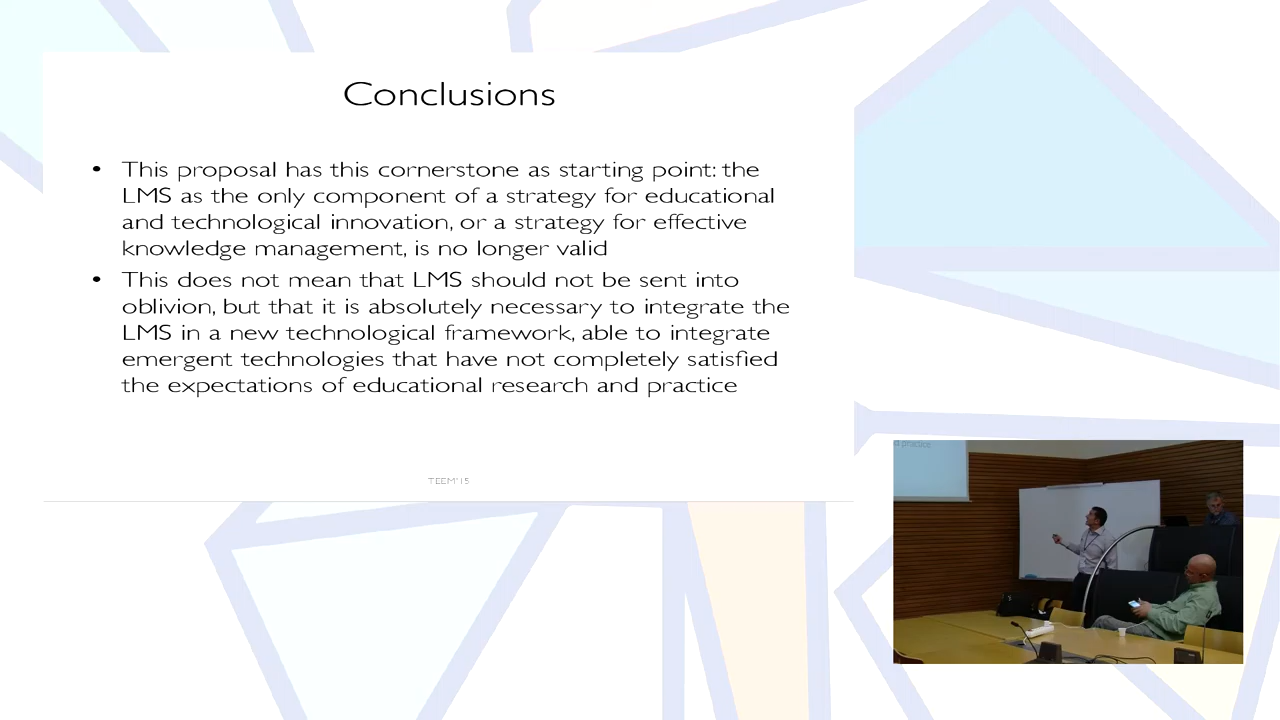 Conclusions
• This proposal has this cornerstone as starting point: the
LMS as the only component of a strategy for educational
and technological innovation, or a strategy for effective
knowledge management, is no longer valid
• This does not mean that LMS should not be sent into
oblivion, but that it is absolutely necessary to integrate the
LMS in a new technological framework, able to integrate
emergent technologies that have not completely satisfied
the expectations of educational research and practice
TEEM'15
d practice